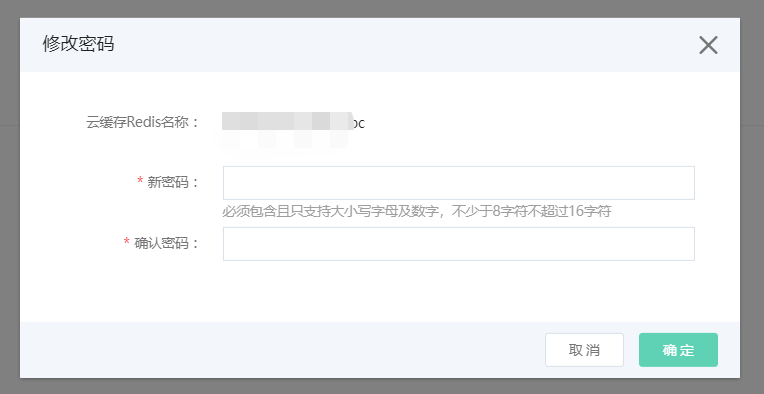 修改密码
云缓存Redis名称：
* 新密码：
必须包含且只支持大小写字母及数字，不少于8字符不超过16字符
* 确认密码：
取消 确定